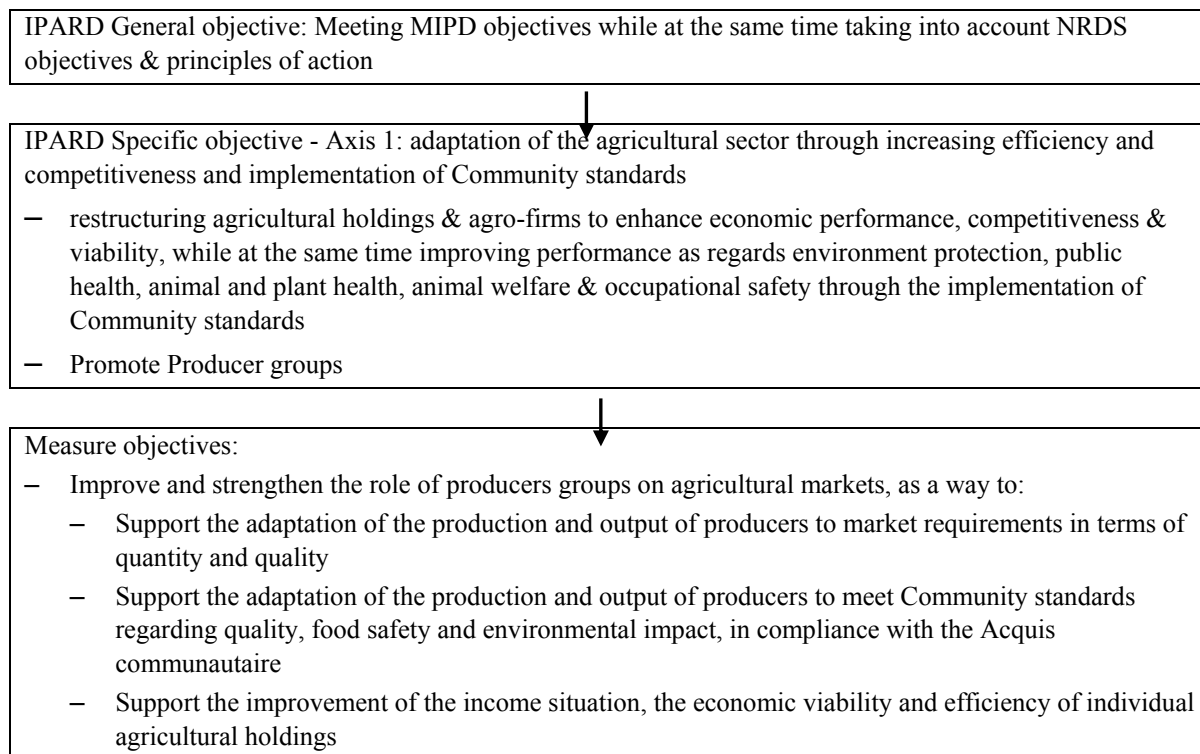 IPARD General objective: Meeting MIPD objectives while at the same time taking into account NRDS
objectives & principles of action
IPARD Specific objective - Axis 1: adaptation of the agricultural sector through increasing efficiency and
competitiveness and implementation of Community standards
– restructuring agricultural holdings & agro-firms to enhance economic performance, competitiveness &
viability, while at the same time improving performance as regards environment protection, public
health, animal and plant health, animal welfare & occupational safety through the implementation of
Community standards
– Promote Producer groups
Measure objectives:
– Improve and strengthen the role of producers groups on agricultural markets, as a way to:
– Support the adaptation of the production and output of producers to market requirements in terms of
quantity and quality
– Support the adaptation of the production and output of producers to meet Community standards
regarding quality, food safety and environmental impact, in compliance with the Acquis
communautaire
– Support the improvement of the income situation, the economic viability and efficiency of individual
agricultural holdings